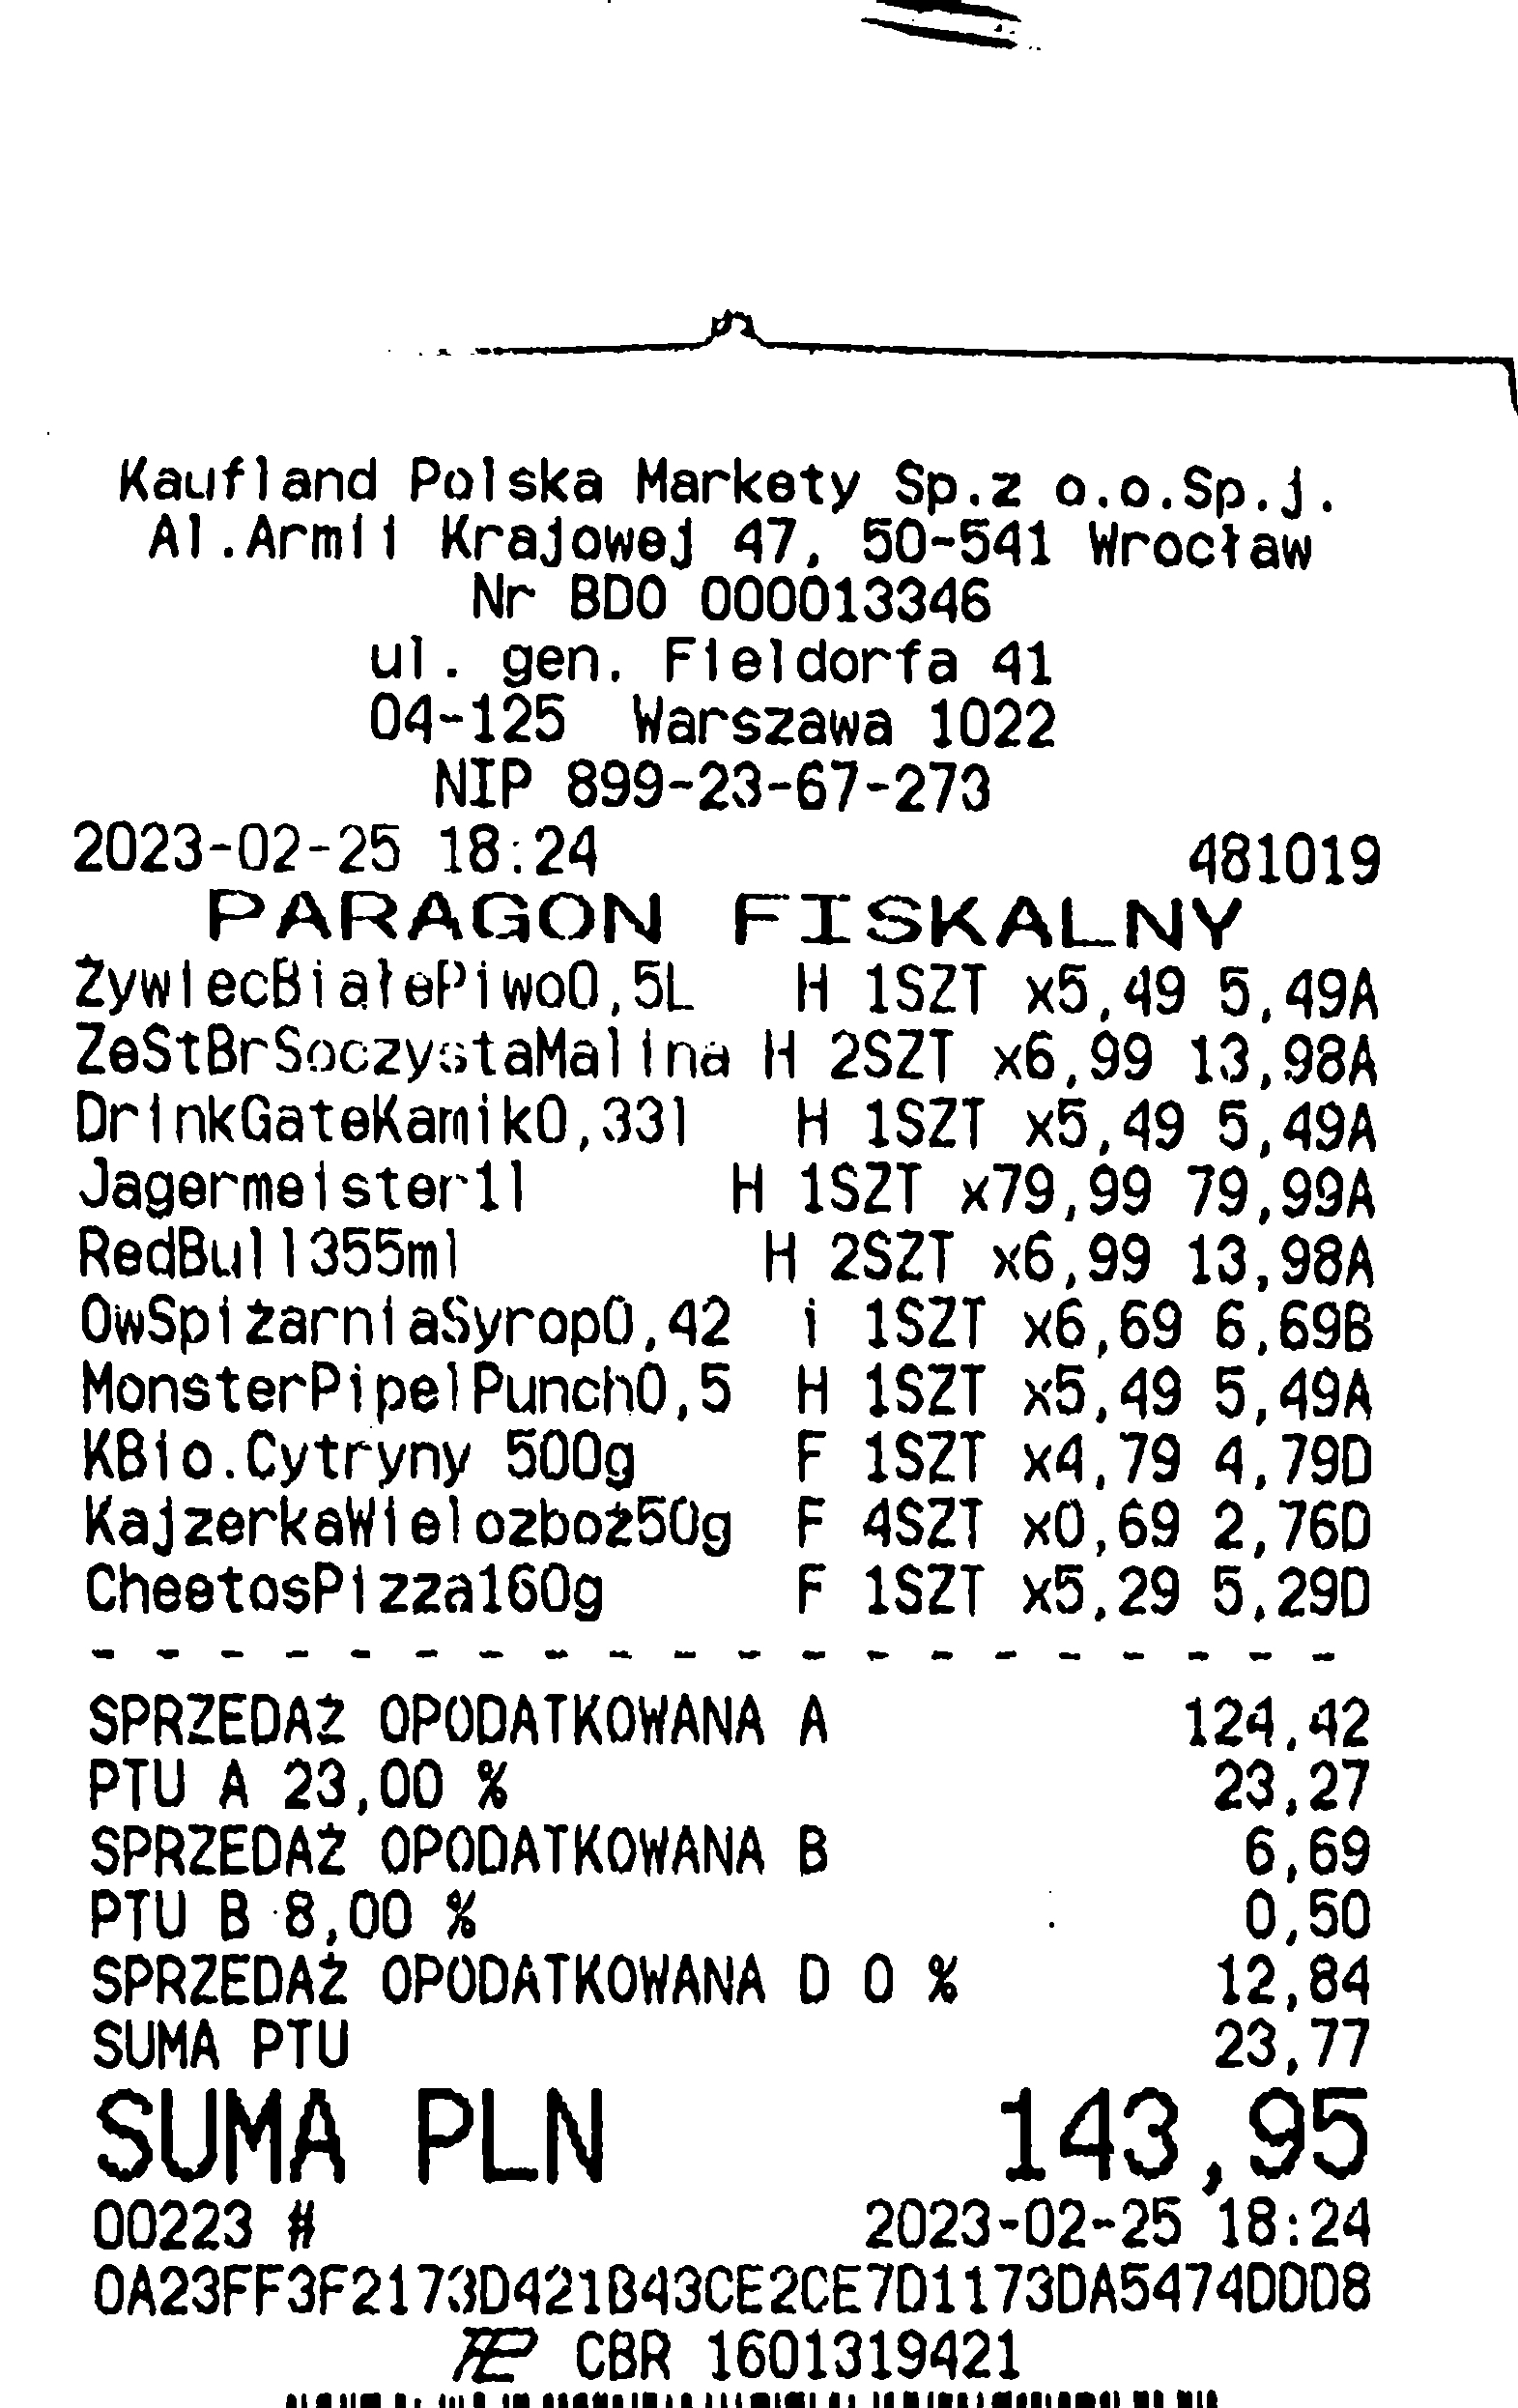 Kaufland Polska Markety Sp.z o.o.Sp.j.
Al.Armii Krajowej 47, 50-541 Wrocław
Nr BDO 000013346
ul. gen. Fieldorfa 41
04-125 Warszawa 1022
NIP 899-23-67-273
2023-02-25 18:24 481019
PARAGON FISKALNY
ŻywiecBiałePiwo0,5L H 1SZT x5,49 5,49A
ZeStBrSoczystaMalina H 2SZT x6,99 13,98A
DrinkGateKamik0,33l H 1SZT x5,49 5,49A
Jagermeister1l H 1SZT x79,99 79,99A
RedBull355ml H 2SZT x6,99 13,98A
OwSpiżarniaSyrop0,42 i 1SZT x6,69 6,69B
MonsterPipelPunch0,5 H 1SZT x5,49 5,49A
KBio.Cytryny 500g F 1SZT x4,79 4,79D
KajzerkaWielozboż50g F 4SZT x0,69 2,76D
CheetosPizza160g F 1SZT x5,29 5,29D
- - - - - - - - - - - - - - - - - - - -
SPRZEDAŻ OPODATKOWANA A 124,42
PTU A 23,00 % 23,27
SPRZEDAŻ OPODATKOWANA B 6,69
PTU B 8,00 % 0,50
SPRZEDAŻ OPODATKOWANA D 0 % 12,84
SUMA PTU 23,77
SUMA PLN 143,95
00223 # 2023-02-25 18:24
0A23FF3F2173D421B43CE2CE7D1173DA5474DDD8
CBR 1601319421